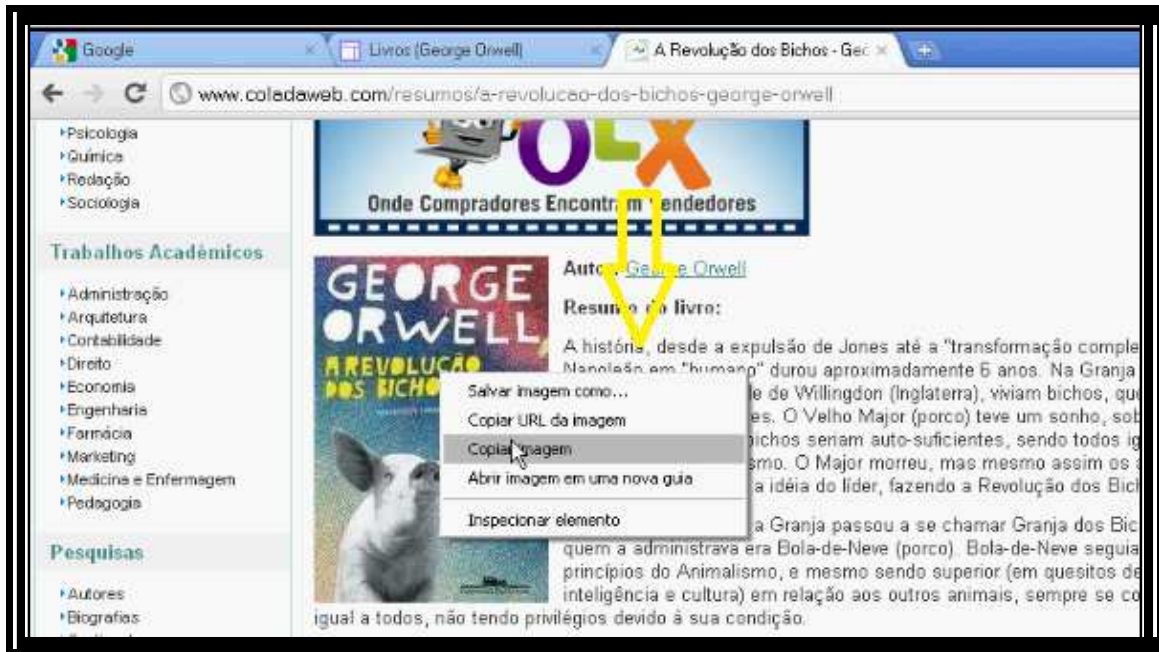 Google
Livros (George Orwell)
A Revolução dos Bichos - Geo
www.coladaweb.com/resumos/a-revolucao-dos-bichos-george-orwell
Psicologia
Química
Redação
Sociologia
Trabalhos Acadêmicos
Administração
Arquitetura
Contabilidade
Direito
Economia
Engenharia
Farmácia
Marketing
Medicina e Enfermagem
Pedagogia
Pesquisas
Autores
Biografias
OLX
Onde Compradores Encontram Vendedores
GEORGE
ORWELL
A REVOLUÇÃO
DOS BICHO
Autor: George Orwell
Resumo do livro:
A história, desde a expulsão de Jones até a "transformação comple
Napoleão em "humano" durou aproximadamente 6 anos. Na Granja
e de Willingdon (Inglaterra), viviam bichos, que
es. O Velho Major (porco) teve um sonho, sob
ichos seriam auto-suficientes, sendo todos ig
smo. O Major morreu, mas mesmo assim os
a idéia do líder, fazendo a Revolução dos Bich
Salvar imagem como...
Copiar URL da imagem
Copiar imagem
Abrir imagem em uma nova guia
Inspecionar elemento
a Granja passou a se chamar Granja dos Bic
quem a administrava era Bola-de-Neve (porco). Bola-de-Neve seguia
princípios do Animalismo, e mesmo sendo superior (em quesitos de
inteligência e cultura) em relação aos outros animais, sempre se co
igual a todos, não tendo privilégios devido à sua condição.